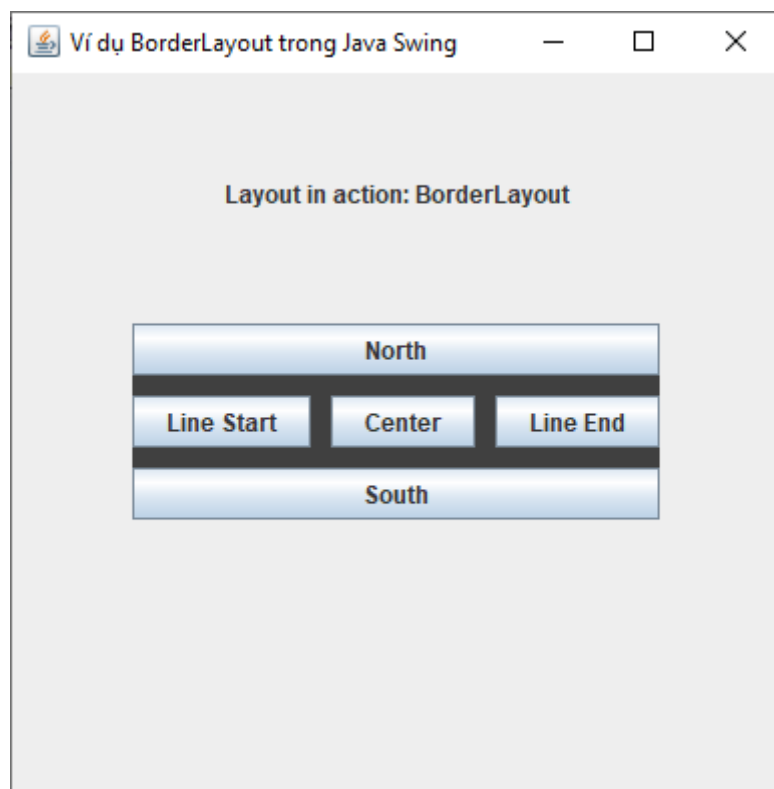 Ví dụ BorderLayout trong Java Swing
Layout in action: BorderLayout
North
Line Start
Center
Line End
South